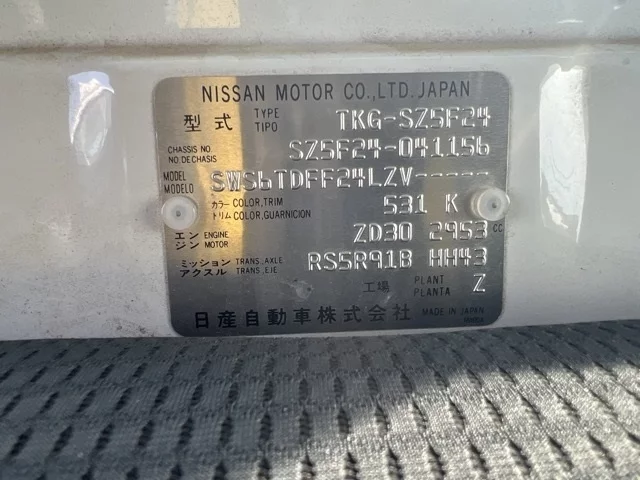 NISSAN MOTOR CO.,LTD.JAPAN
型式 TYPE TIPO TKG-SZ5F24
CHASSIS NO. NO.DECHASIS SZ5F24-041156
MODEL MODELO SWS6TDFF24LZV-----
カラー COLOR,TRIM トリム COLOR,GUARNICION 531 K
エンジン ENGINE MOTOR ZD30 2953 CC
ミッション TRANS.,AXLE アクスル TRANS.,EJE RS5R91B HH43
工場 PLANT PLANTA Z
日産自動車株式会社 MADE IN JAPAN